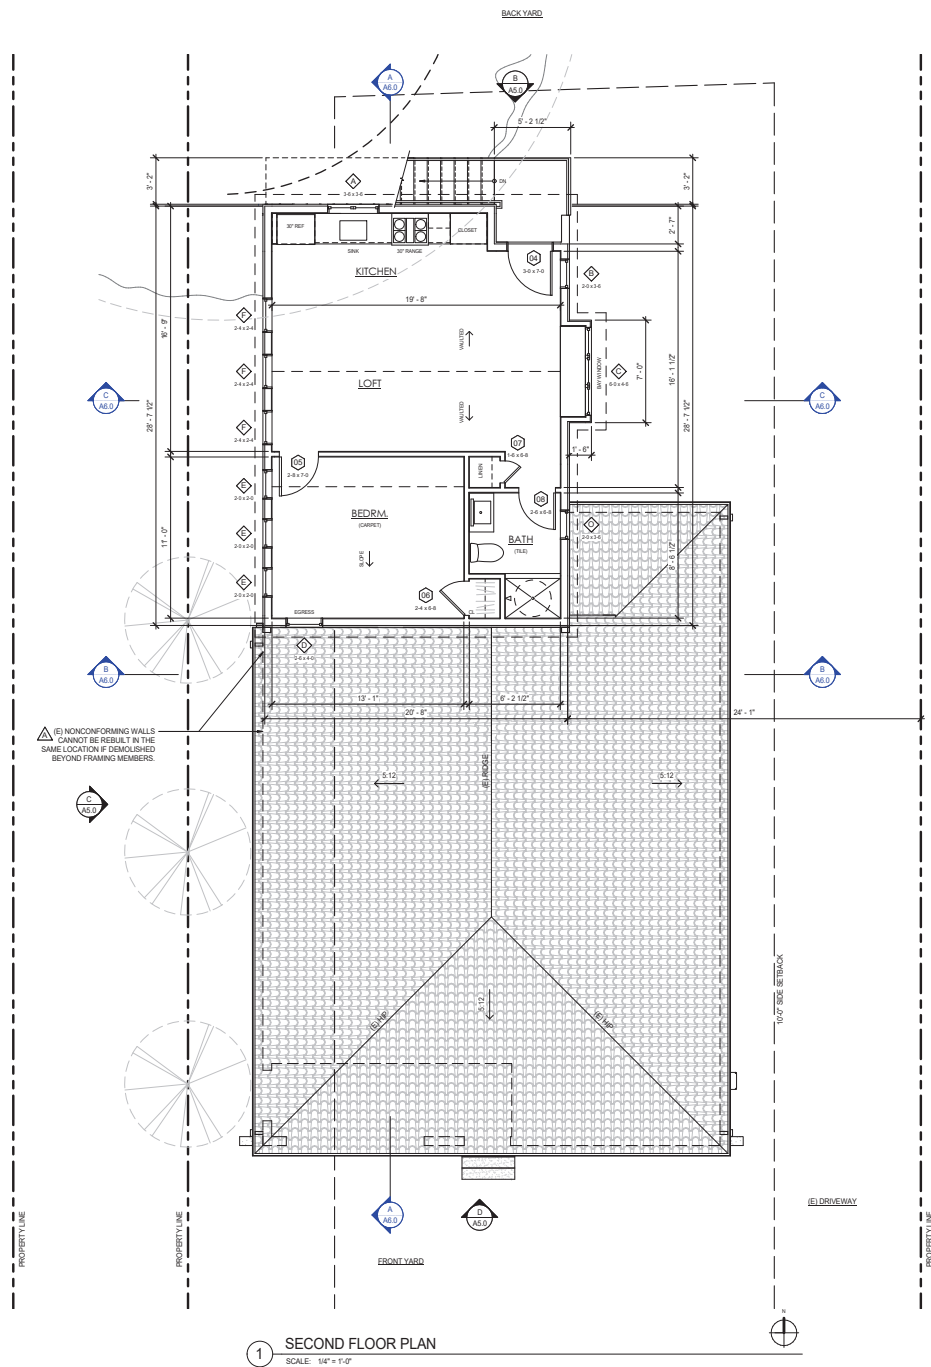 BACK YARD
A
A6.0
B
A5.0
5' - 2 1/2"
3' - 2"
A
3-6 x 3-6
DN
3' - 2"
30" REF
SINK
30" RANGE
CLOSET
2' - 7"
KITCHEN
04
3-0 x 7-0
B
2-0 x 3-6
19' - 8"
F
2-4 x 2-4
16' - 9"
VAULTED
F
2-4 x 2-4
LOFT
BAY WINDOW
C
6-0 x 4-6
7' - 0"
16' - 1 1/2"
C
A6.0
28' - 7 1/2"
VAULTED
28' - 7 1/2"
C
A6.0
F
2-4 x 2-4
07
1-6 x 6-8
1' - 6"
05
2-8 x 7-0
LINEN
E
2-0 x 2-0
08
2-6 x 6-8
BEDRM.
(CARPET)
11' - 0"
E
2-0 x 2-0
D
2-0 x 3-6
BATH
(TILE)
SLOPE
8' - 6 1/2"
E
2-0 x 2-0
06
2-4 x 6-8
CL
EGRESS
D
2-6 x 4-0
B
A6.0
B
A6.0
13' - 1"
6' - 2 1/2"
20' - 8"
24' - 1"
A
(E) NONCONFORMING WALLS
CANNOT BE REBUILT IN THE
SAME LOCATION IF DEMOLISHED
BEYOND FRAMING MEMBERS.
C
A5.0
5:12
(E) RIDGE
5:12
5:12
(E) HIP
(E) HIP
10'-0" SIDE SETBACK
A
A6.0
D
A5.0
(E) DRIVEWAY
PROPERTY LINE
PROPERTY LINE
PROPERTY LINE
FRONT YARD
N
1
SECOND FLOOR PLAN
SCALE: 1/4" = 1'-0"